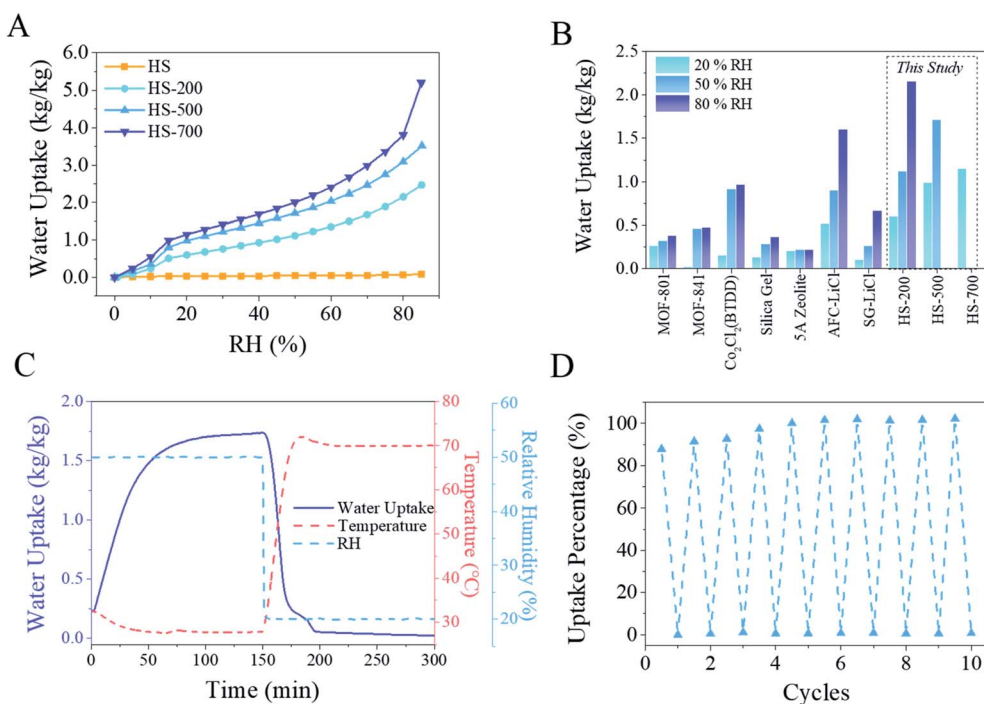 A
Water Uptake (kg/kg)
6.0
5.0
4.0
3.0
2.0
1.0
0.0
HS
HS-200
HS-500
HS-700
0 20 40 60 80
RH (%)
B
Water Uptake (kg/kg)
2.5
2.0
1.5
1.0
0.5
0.0
20 % RH
50 % RH
80 % RH
This Study
MOF-801
MOF-841
Co₂Cl₂(BTDD)
Silica Gel
5A Zeolite
AFC-LiCl
SG-LiCl
HS-200
HS-500
HS-700
C
Water Uptake (kg/kg)
2.0
1.5
1.0
0.5
0.0
Water Uptake
Temperature
RH
0 50 100 150 200 250 300
Time (min)
80
70
60
50
40
30
Temperature (°C)
60
50
40
30
20
Relative Humidity (%)
D
Uptake Percentage (%)
100
80
60
40
20
0
0 2 4 6 8 10
Cycles